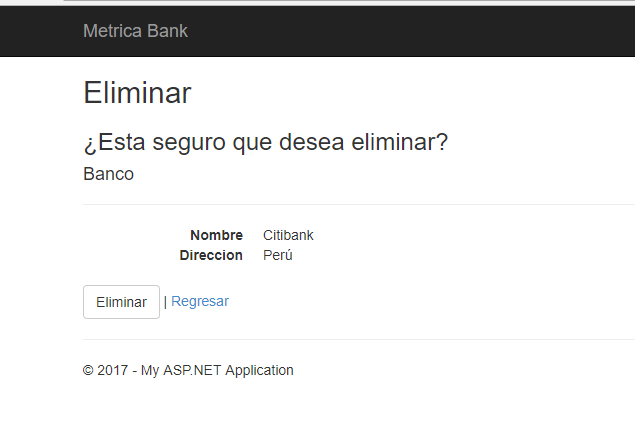 Metrica Bank
Eliminar
¿Esta seguro que desea eliminar?
Banco
Nombre Citibank
Direccion Perú
Eliminar | Regresar
© 2017 - My ASP.NET Application